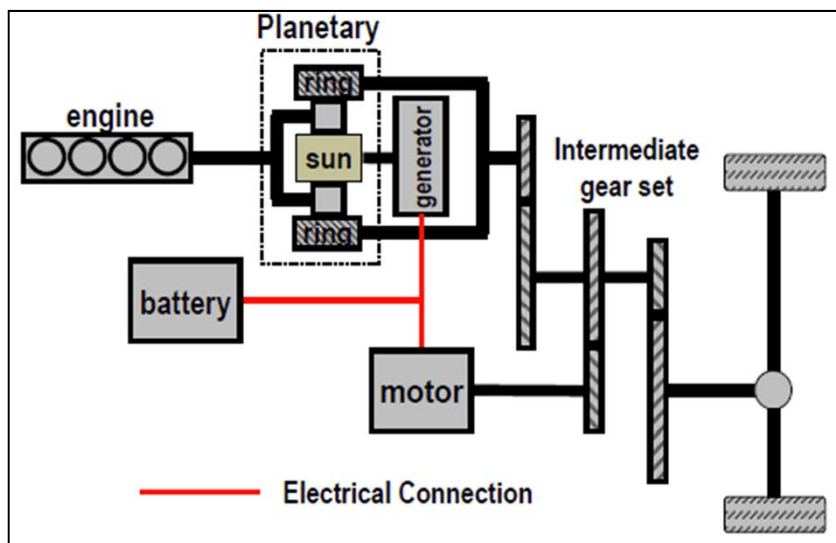 Planetary
ring
engine
sun
generator
Intermediate
gear set
ring
battery
motor
Electrical Connection